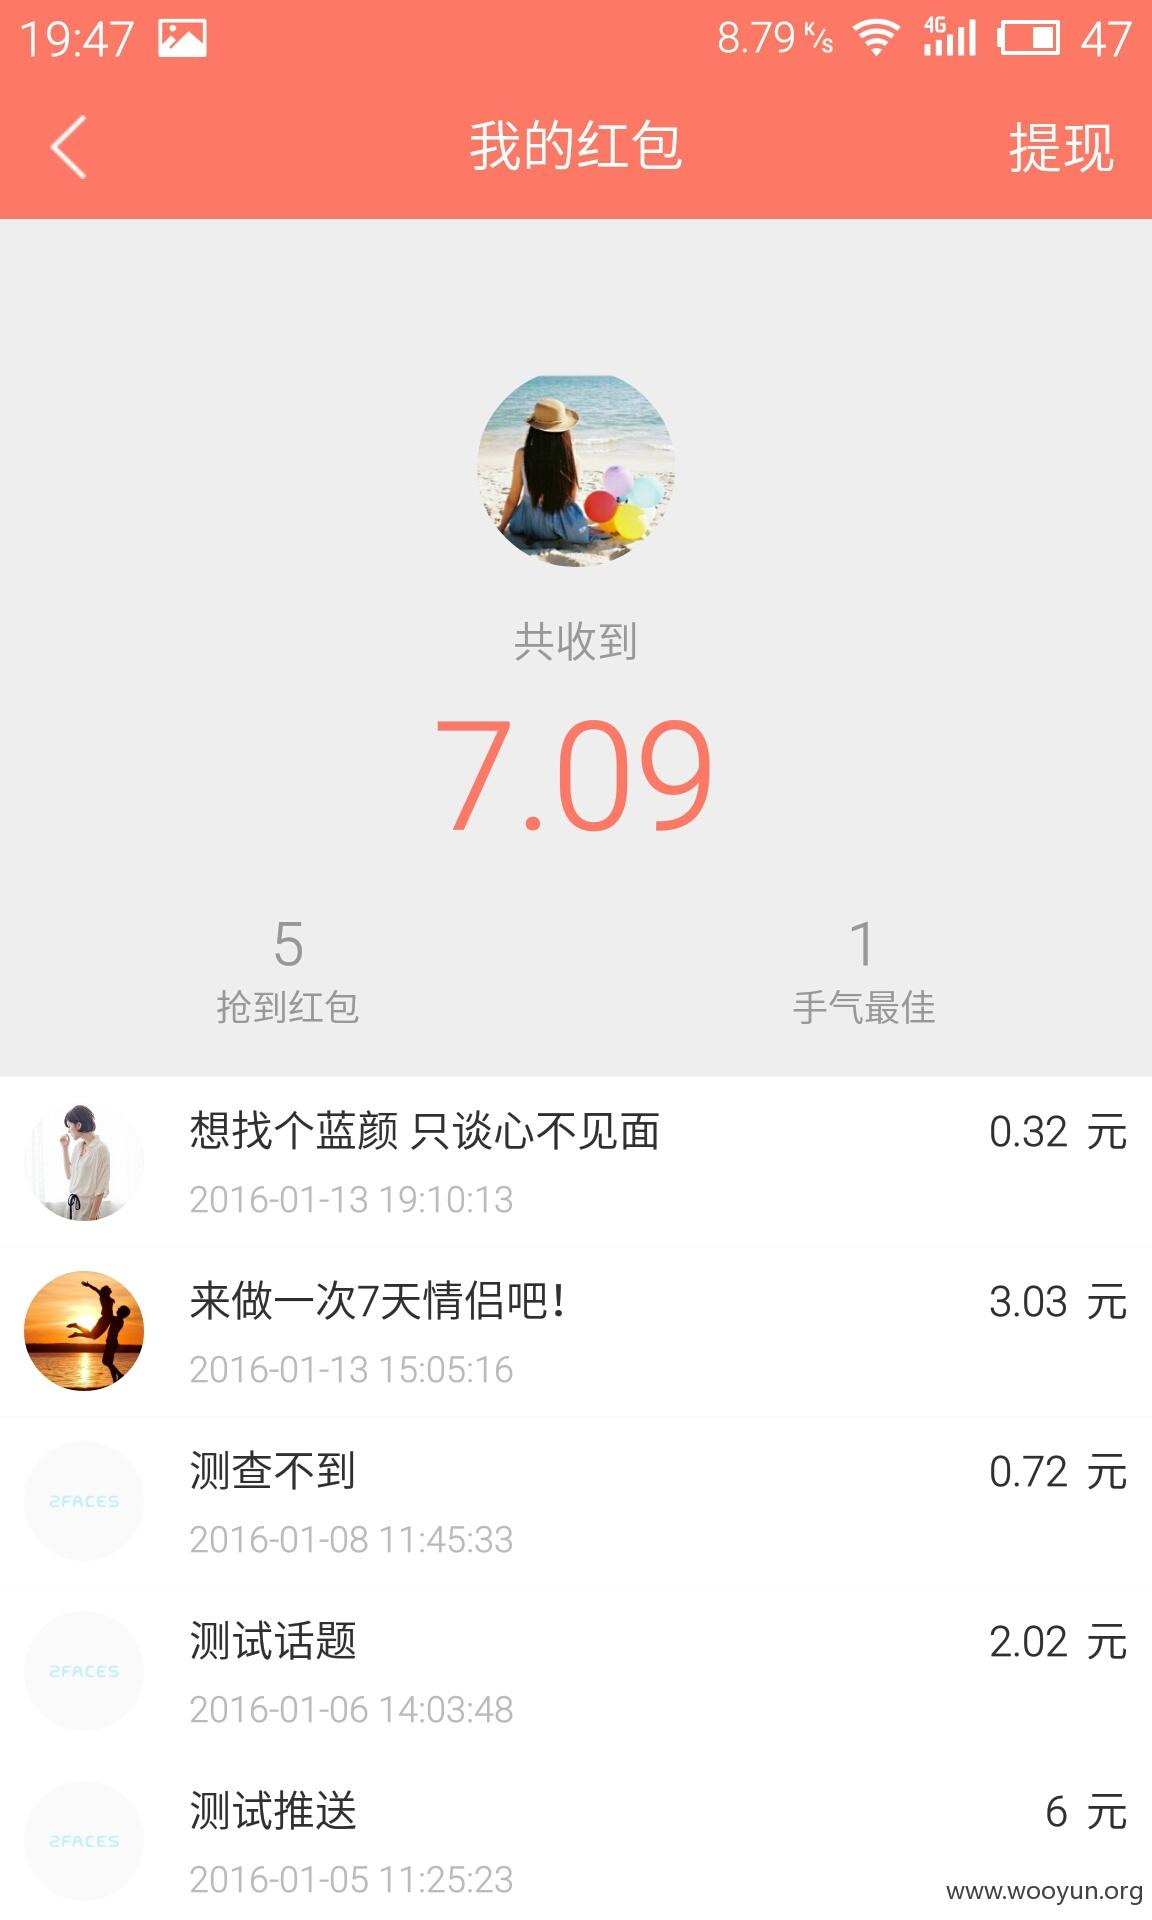 19:47 8.79 K/s 4G 47
我的红包 提现
共收到
7.09
5 1
抢到红包 手气最佳
想找个蓝颜 只谈心不见面 0.32 元
2016-01-13 19:10:13
来做一次7天情侣吧! 3.03 元
2016-01-13 15:05:16
测查不到 0.72 元
2FACES
2016-01-08 11:45:33
测试话题 2.02 元
2FACES
2016-01-06 14:03:48
测试推送 6 元
2FACES
2016-01-05 11:25:23
www.wooyun.org